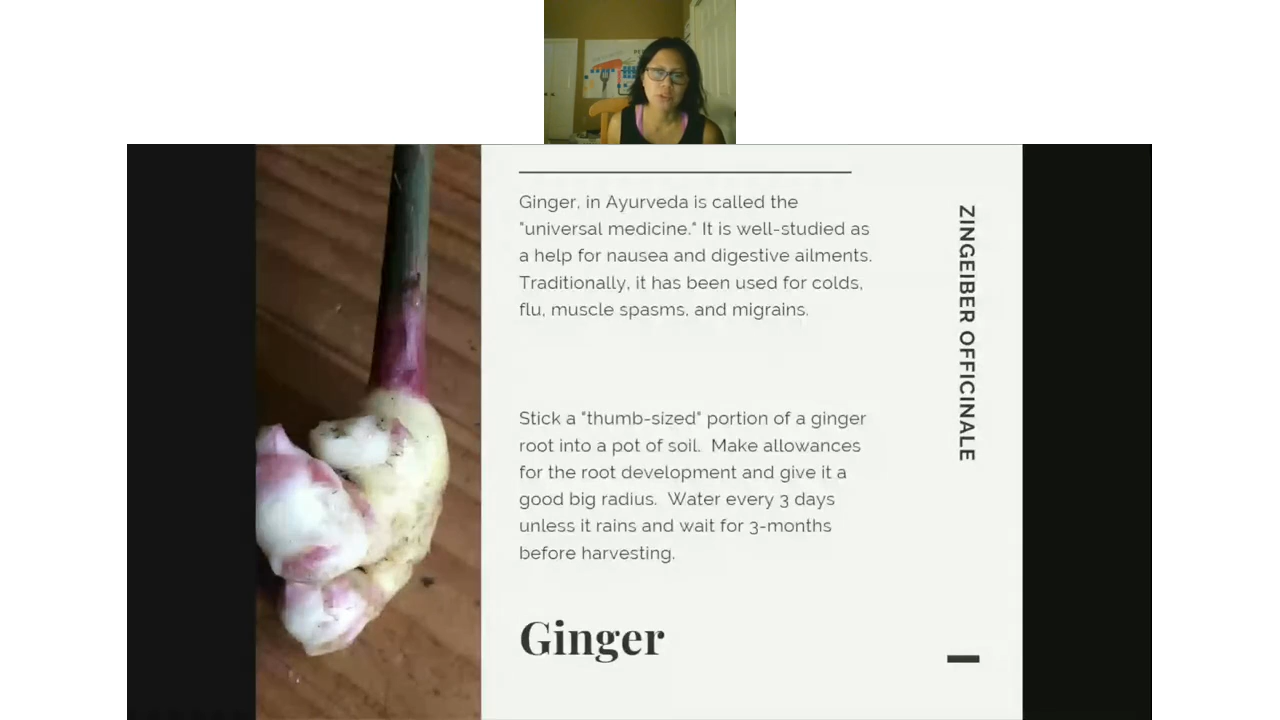 Ginger, in Ayurveda is called the
"universal medicine." It is well-studied as
a help for nausea and digestive ailments.
Traditionally, it has been used for colds,
flu, muscle spasms, and migrains.
Stick a "thumb-sized" portion of a ginger
root into a pot of soil.  Make allowances
for the root development and give it a
good big radius.  Water every 3 days
unless it rains and wait for 3-months
before harvesting.
Ginger
ZINGEIBER OFFICINALE